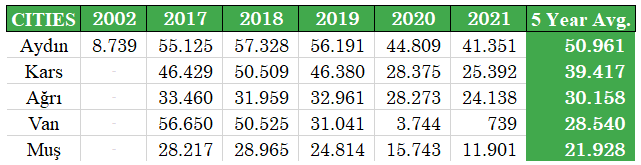 CITIES 2002 2017 2018 2019 2020 2021 5 Year Avg.
Aydın 8.739 55.125 57.328 56.191 44.809 41.351 50.961
Kars - 46.429 50.509 46.380 28.375 25.392 39.417
Ağrı - 33.460 31.959 32.961 28.273 24.138 30.158
Van - 56.650 50.525 31.041 3.744 739 28.540
Muş - 28.217 28.965 24.814 15.743 11.901 21.928